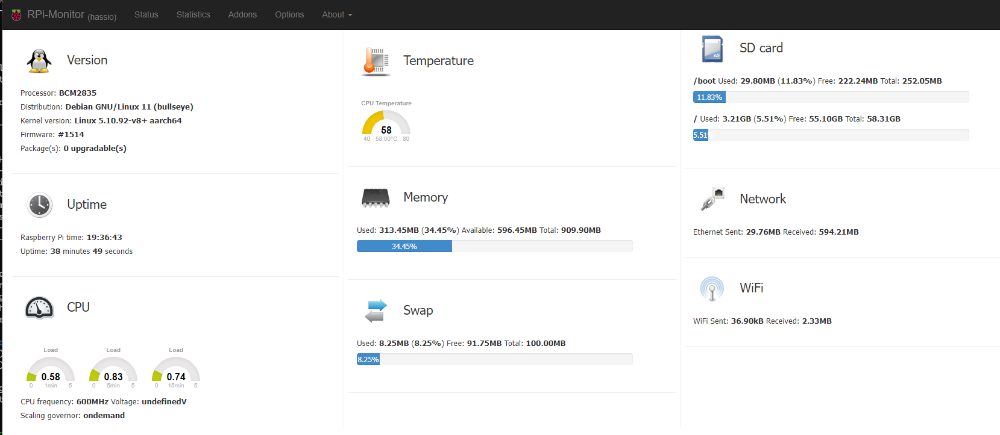 RPi-Monitor (hassio) Status Statistics Addons Options About
Version
Processor: BCM2835
Distribution: Debian GNU/Linux 11 (bullseye)
Kernel version: Linux 5.10.92-v8+ aarch64
Firmware: #1514
Package(s): 0 upgradable(s)
Uptime
Raspberry Pi time: 19:36:43
Uptime: 38 minutes 49 seconds
CPU
Load Load Load
0.58 0.83 0.74
0 1min 5 0 5min 5 0 15min 5
CPU frequency: 600MHz Voltage: undefinedV
Scaling governor: ondemand
Temperature
CPU Temperature
58
40 58.00°C 80
Memory
Used: 313.45MB (34.45%) Available: 596.45MB Total: 909.90MB
34.45%
Swap
Used: 8.25MB (8.25%) Free: 91.75MB Total: 100.00MB
8.25%
SD card
SD
/boot Used: 29.80MB (11.83%) Free: 222.24MB Total: 252.05MB
11.83%
/ Used: 3.21GB (5.51%) Free: 55.10GB Total: 58.31GB
5.51
Network
Ethernet Sent: 29.76MB Received: 594.21MB
WiFi
WiFi Sent: 36.90kB Received: 2.33MB